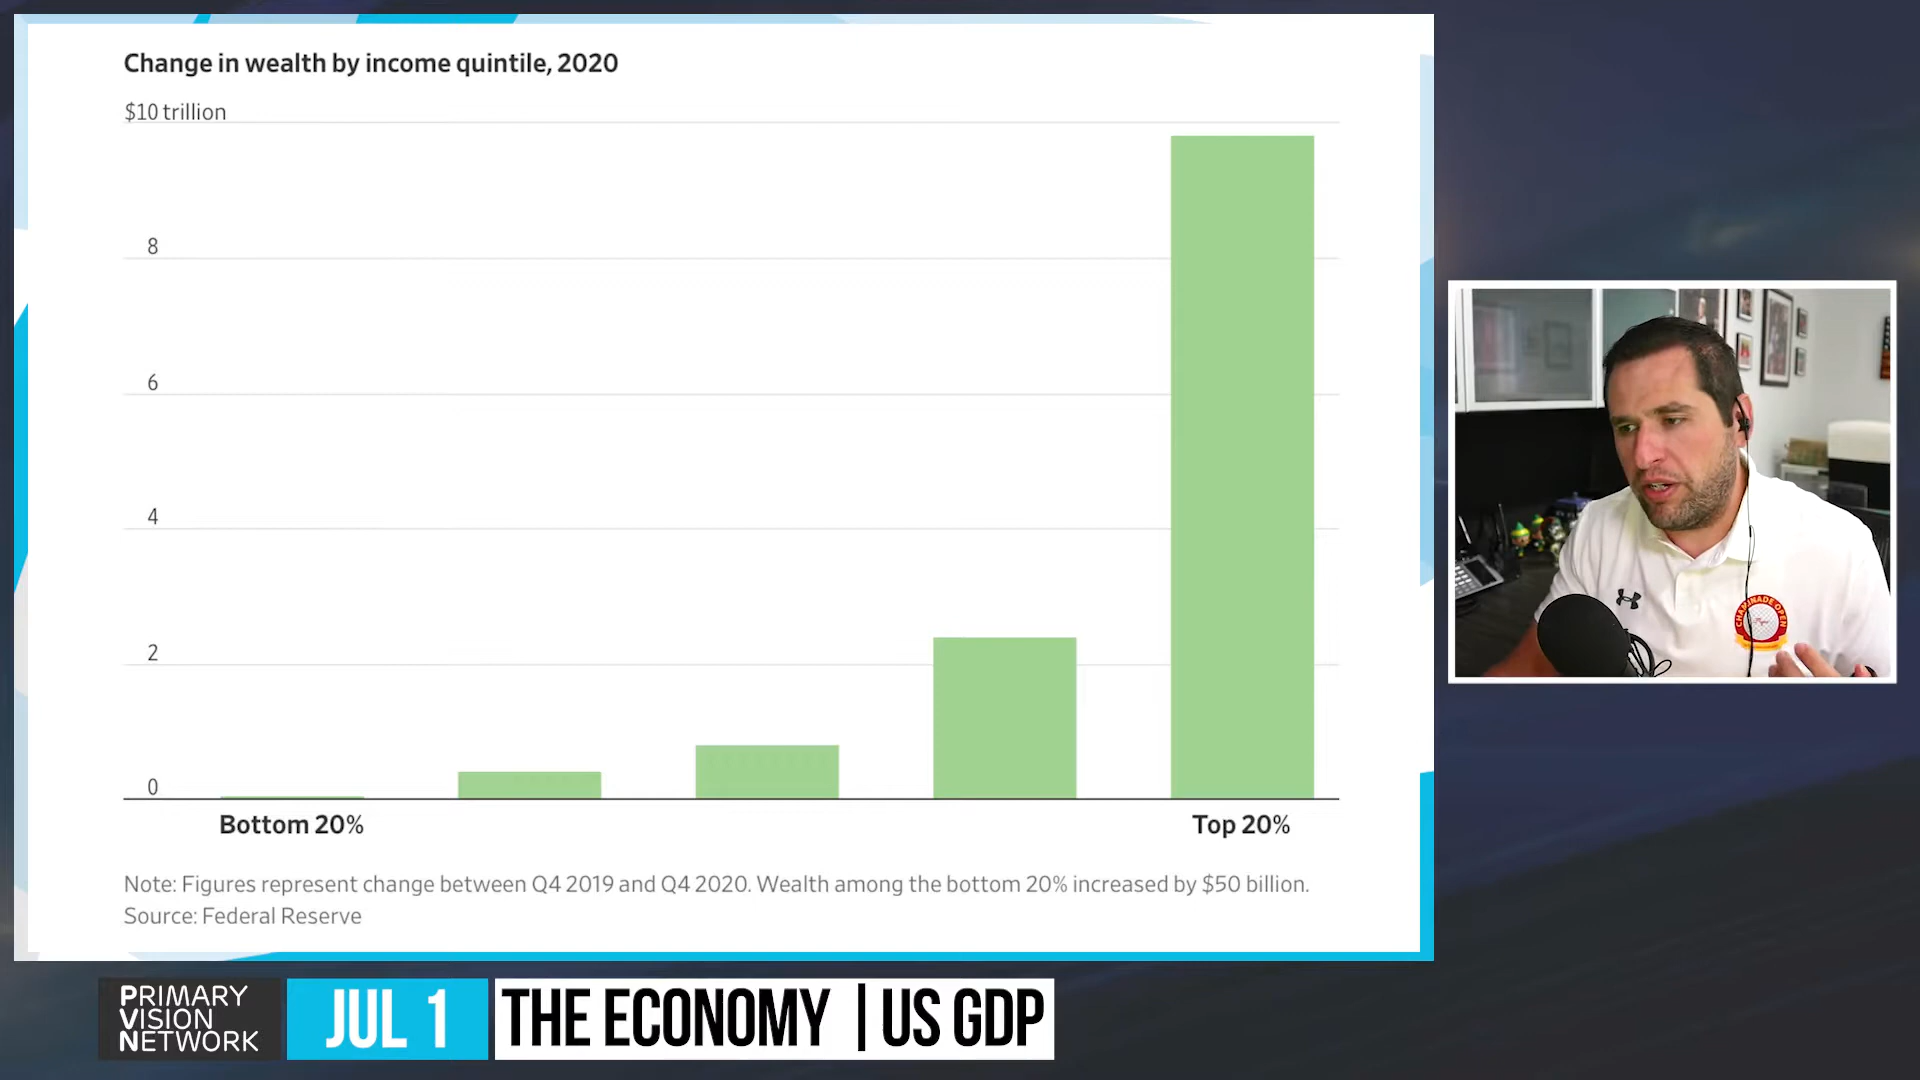 Change in wealth by income quintile, 2020
$10 trillion
8
6
4
2
0
Bottom 20%
Top 20%
Note: Figures represent change between Q4 2019 and Q4 2020. Wealth among the bottom 20% increased by $50 billion.
Source: Federal Reserve
CHAMINADE OPEN
PRIMARY
VISION
NETWORK
JUL 1
THE ECONOMY | US GDP